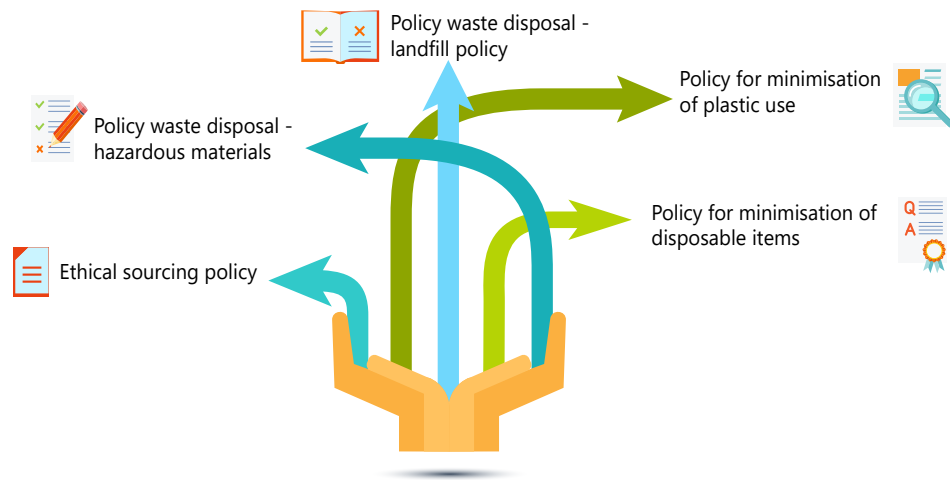 Policy waste disposal -
landfill policy
Policy for minimisation
of plastic use
Policy waste disposal -
hazardous materials
Policy for minimisation of
disposable items
Q
A
Ethical sourcing policy